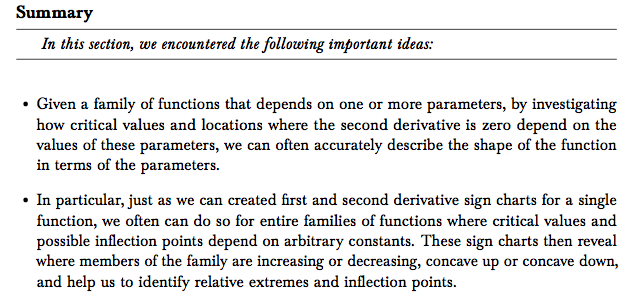 Summary
In this section, we encountered the following important ideas:
• Given a family of functions that depends on one or more parameters, by investigating
how critical values and locations where the second derivative is zero depend on the
values of these parameters, we can often accurately describe the shape of the function
in terms of the parameters.
• In particular, just as we can created first and second derivative sign charts for a single
function, we often can do so for entire families of functions where critical values and
possible inflection points depend on arbitrary constants. These sign charts then reveal
where members of the family are increasing or decreasing, concave up or concave down,
and help us to identify relative extremes and inflection points.